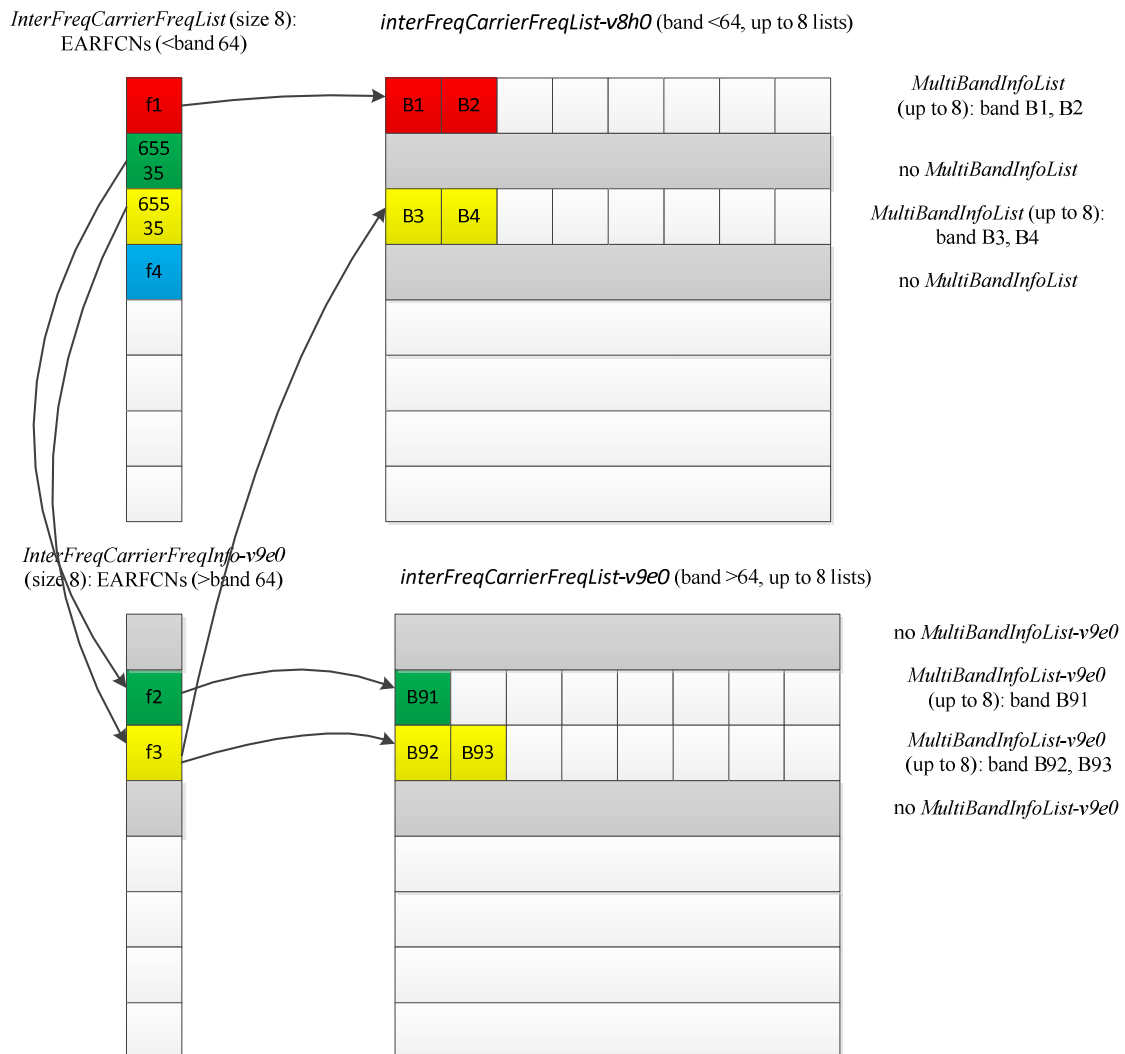 InterFreqCarrierFreqList (size 8):
EARFCNs (<band 64)
interFreqCarrierFreqList-v8h0 (band <64, up to 8 lists)
f1
B1
B2
MultiBandInfoList
(up to 8): band B1, B2
655
35
no MultiBandInfoList
655
35
B3
B4
MultiBandInfoList (up to 8):
band B3, B4
f4
no MultiBandInfoList
InterFreqCarrierFreqInfo-v9e0
(size 8): EARFCNs (>band 64)
interFreqCarrierFreqList-v9e0 (band >64, up to 8 lists)
no MultiBandInfoList-v9e0
f2
B91
MultiBandInfoList-v9e0
(up to 8): band B91
f3
B92
B93
MultiBandInfoList-v9e0
(up to 8): band B92, B93
no MultiBandInfoList-v9e0